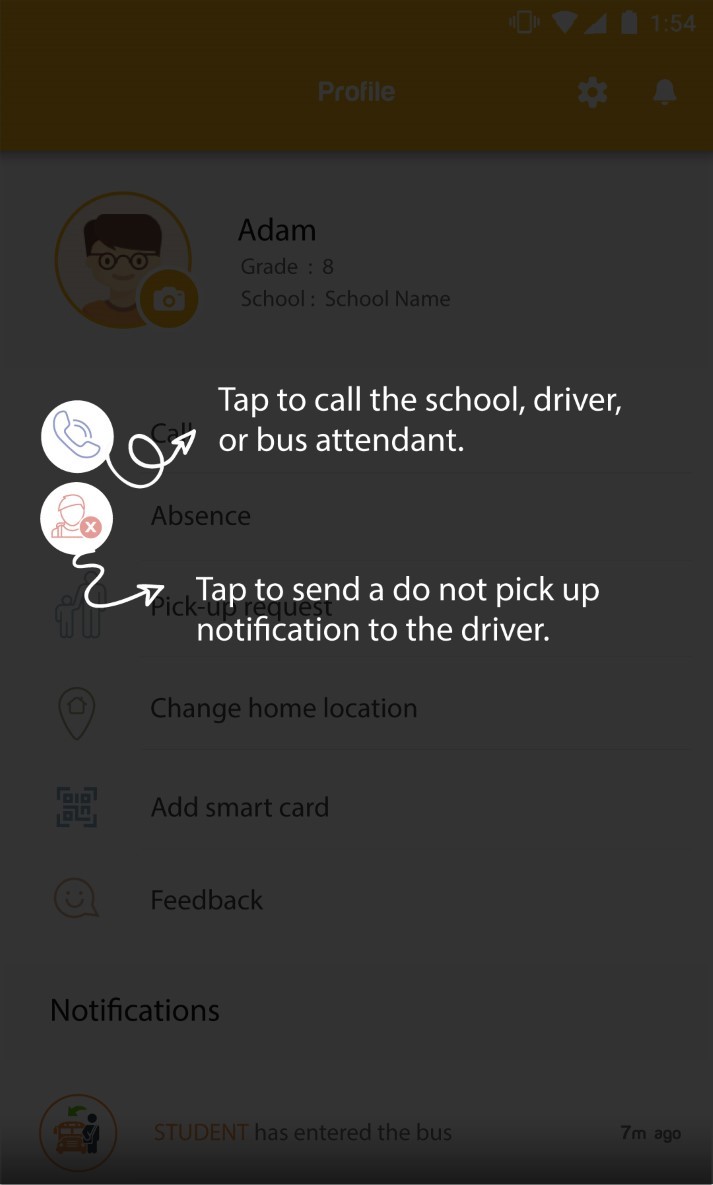 1:54
Profile
Adam
Grade : 8
School : School Name
Tap to call the school, driver,
or bus attendant.
Call
Absence
Tap to send a do not pick up
notification to the driver.
Pick-up request
Change home location
Add smart card
Feedback
Notifications
STUDENT has entered the bus
7m ago